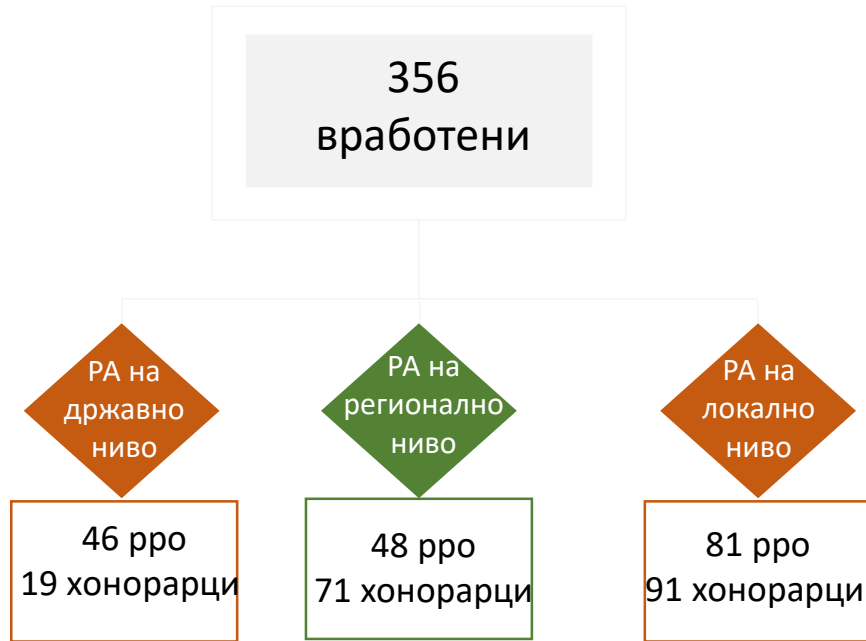 356
вработени
РА на
државно
ниво
РА на
регионално
ниво
РА на
локално
ниво
46 рро
19 хонорарци
48 рро
71 хонорарци
81 рро
91 хонорарци